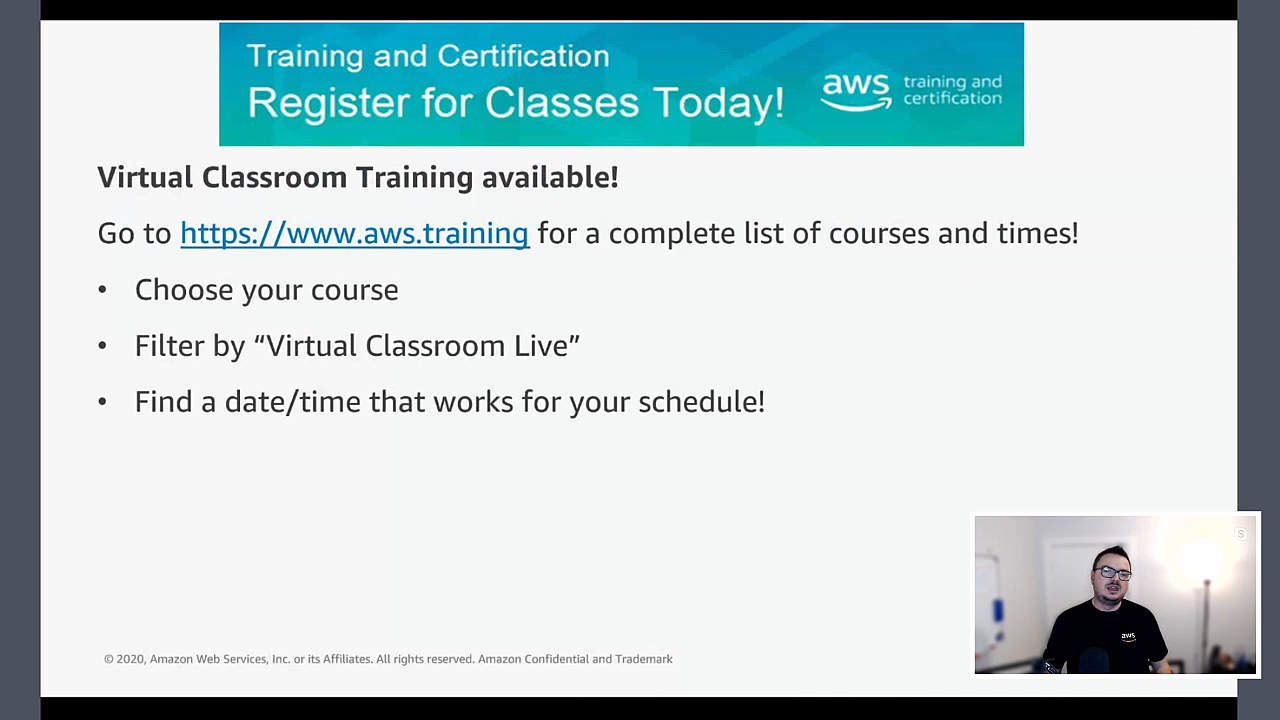 Training and Certification
Register for Classes Today!
aws training and
certification
Virtual Classroom Training available!
Go to https://www.aws.training for a complete list of courses and times!
• Choose your course
• Filter by “Virtual Classroom Live”
• Find a date/time that works for your schedule!
© 2020, Amazon Web Services, Inc. or its Affiliates. All rights reserved. Amazon Confidential and Trademark
S
aws